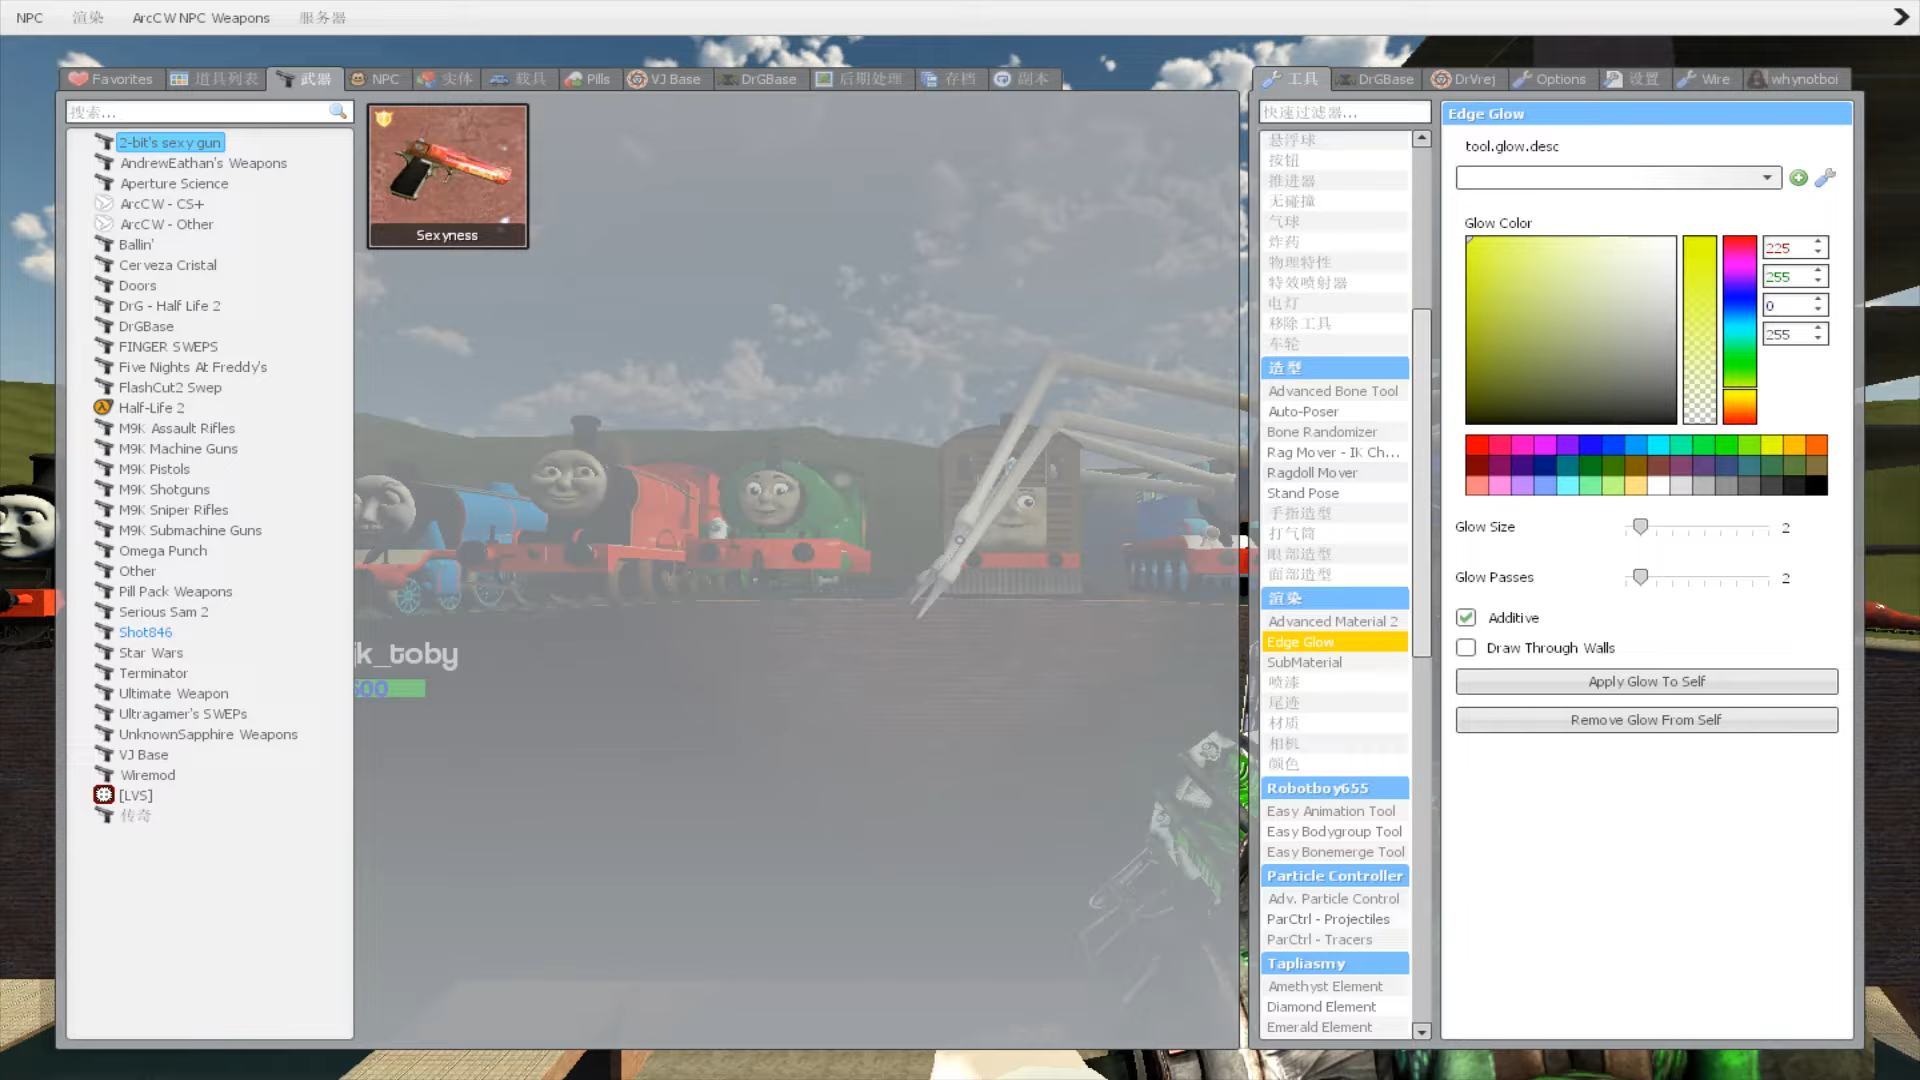 NPC 渲染 ArcCW NPC Weapons 服务器
Favorites 道具列表 武器 NPC 实体 载具 Pills VJ Base DrGBase 后期处理 存档 副本
搜索...
2-bit's sexy gun
AndrewEathan's Weapons
Aperture Science
ArcCW - CS+
ArcCW - Other
Ballin'
Cerveza Cristal
Doors
DrG - Half Life 2
DrGBase
FINGER SWEPS
Five Nights At Freddy's
FlashCut2 Swep
Half-Life 2
M9K Assault Rifles
M9K Machine Guns
M9K Pistols
M9K Shotguns
M9K Sniper Rifles
M9K Submachine Guns
Omega Punch
Other
Pill Pack Weapons
Serious Sam 2
Shot846
Star Wars
Terminator
Ultimate Weapon
Ultragamer's SWEPs
UnknownSapphire Weapons
VJ Base
Wiremod
[LVS]
传奇
Sexyness
k_toby
工具 DrGBase DrVrej Options 设置 Wire whynotboi
快速过滤器...
悬浮球
按钮
推进器
无碰撞
气球
炸药
物理特性
特效喷射器
电灯
移除工具
车轮
造型
Advanced Bone Tool
Auto-Poser
Bone Randomizer
Rag Mover - IK Ch...
Ragdoll Mover
Stand Pose
手指造型
打气筒
眼部造型
面部造型
渲染
Advanced Material 2
Edge Glow
SubMaterial
喷漆
尾迹
材质
相机
颜色
Robotboy655
Easy Animation Tool
Easy Bodygroup Tool
Easy Bonemerge Tool
Particle Controller
Adv. Particle Control
ParCtrl - Projectiles
ParCtrl - Tracers
Tapliasmy
Amethyst Element
Diamond Element
Emerald Element
Edge Glow
tool.glow.desc
Glow Color
225
255
0
255
Glow Size 2
Glow Passes 2
Additive
Draw Through Walls
Apply Glow To Self
Remove Glow From Self